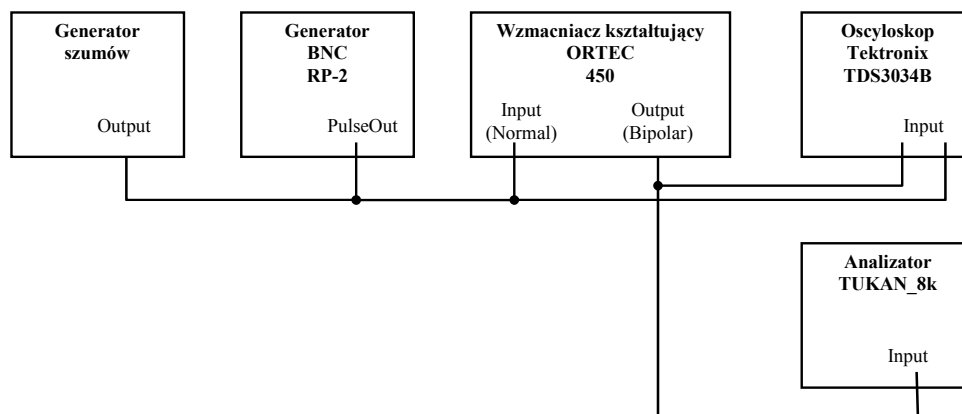 Generator
szumów
Output
Generator
BNC
RP-2
PulseOut
Wzmacniacz kształtujący
ORTEC
450
Input
(Normal)
Output
(Bipolar)
Oscyloskop
Tektronix
TDS3034B
Input
Analizator
TUKAN_8k
Input